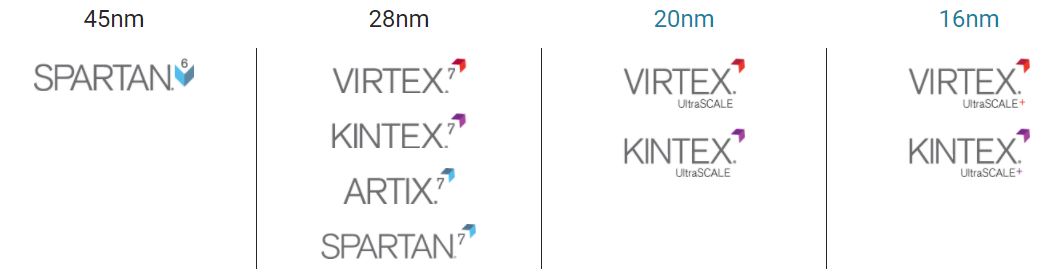 45nm
SPARTAN.6
28nm
VIRTEX.7
KINTEX.7
ARTIX.7
SPARTAN.7
20nm
VIRTEX.
UltraSCALE
KINTEX.
UltraSCALE
16nm
VIRTEX.
UltraSCALE+
KINTEX.
UltraSCALE+